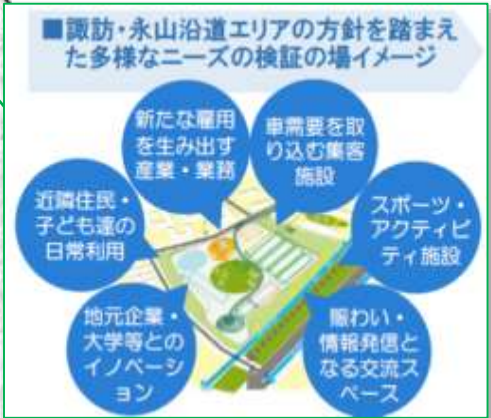 ■諏訪・永山沿道エリアの方針を踏まえ
た多様なニーズの検証の場イメージ
新たな雇用
を生み出す
産業・業務
車需要を取
り込む集客
施設
近隣住民・
子ども達の
日常利用
スポーツ・
アクティビ
ティ施設
地元企業・
大学等との
イノベーシ
ョン
賑わい・
情報発信と
なる交流ス
ペース